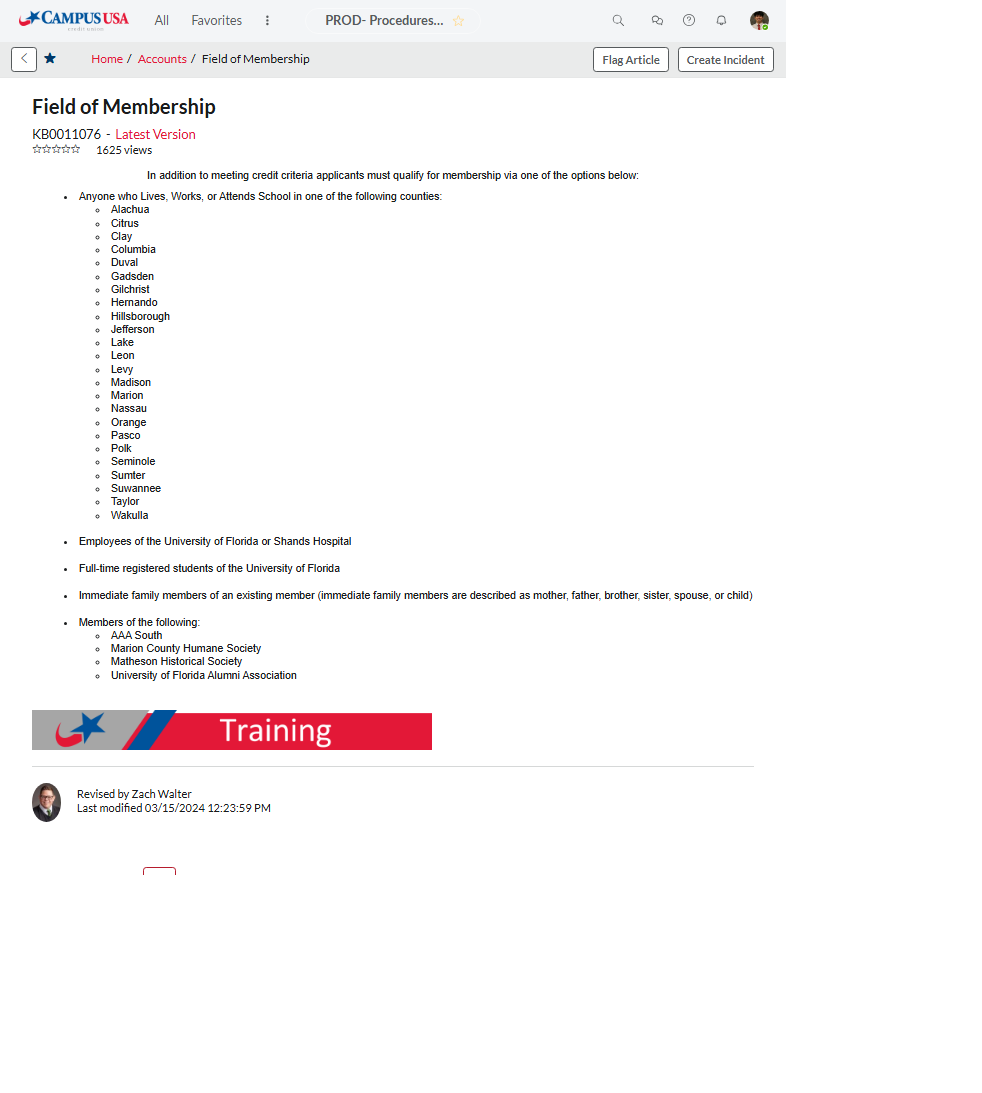 CAMPUS USA
credit union
All
Favorites
PROD- Procedures...
Home / Accounts / Field of Membership
Flag Article
Create Incident
Field of Membership
KB0011076 - Latest Version
1625 views
In addition to meeting credit criteria applicants must qualify for membership via one of the options below:
Anyone who Lives, Works, or Attends School in one of the following counties:
Alachua
Citrus
Clay
Columbia
Duval
Gadsden
Gilchrist
Hernando
Hillsborough
Jefferson
Lake
Leon
Levy
Madison
Marion
Nassau
Orange
Pasco
Polk
Seminole
Sumter
Suwannee
Taylor
Wakulla
Employees of the University of Florida or Shands Hospital
Full-time registered students of the University of Florida
Immediate family members of an existing member (immediate family members are described as mother, father, brother, sister, spouse, or child)
Members of the following:
AAA South
Marion County Humane Society
Matheson Historical Society
University of Florida Alumni Association
Training
Revised by Zach Walter
Last modified 03/15/2024 12:23:59 PM